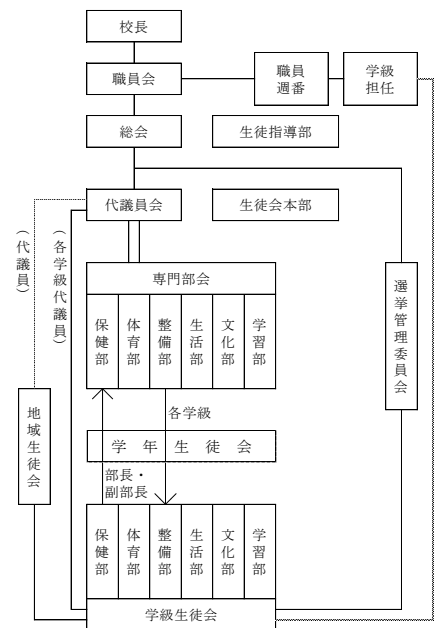 校長
職員会
職員
週番
学級
担任
総会
生徒指導部
代議員会
生徒会本部
（代議員）
（各学級代議員）
専門部会
保健部
体育部
整備部
生活部
文化部
学習部
選挙管理委員会
地域生徒会
各学級
学年生徒会
部長・
副部長
保健部
体育部
整備部
生活部
文化部
学習部
学級生徒会